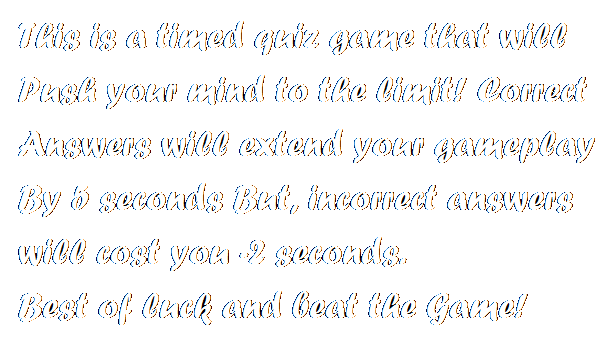 This is a timed quiz game that will
Push your mind to the limit! Correct
Answers will extend your gameplay
By 5 seconds But, incorrect answers
will cost you -2 seconds.
Best of luck and beat the Game!